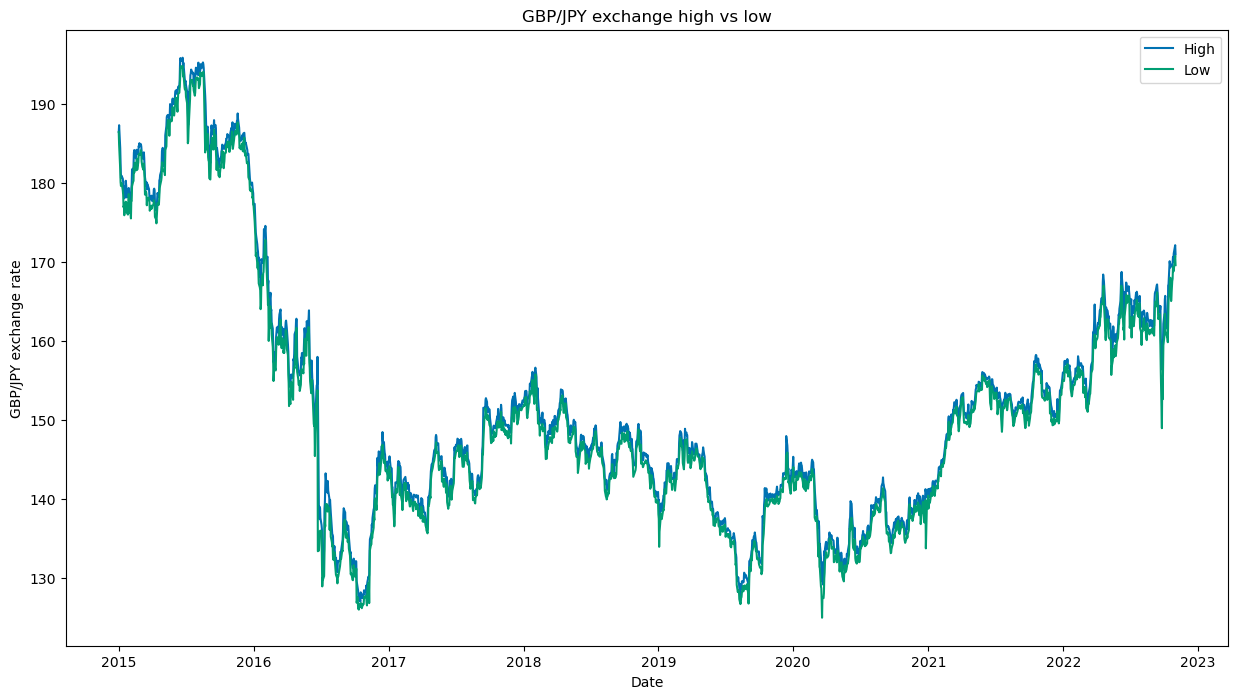 GBP/JPY exchange high vs low
High
Low
GBP/JPY exchange rate
190
180
170
160
150
140
130
2015 2016 2017 2018 2019 2020 2021 2022 2023
Date